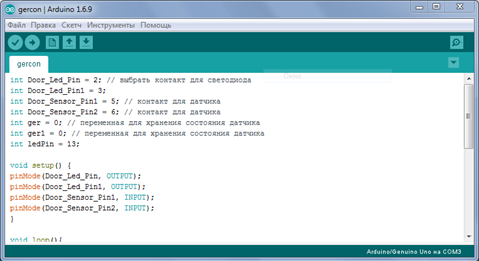 gercon | Arduino 1.6.9
Файл Правка Скетч Инструменты Помощь
gercon
int Door_Led_Pin = 2; // выбрать контакт для светодиода
int Door_Led_Pin1 = 3;
int Door_Sensor_Pin1 = 5; // контакт для датчика
int Door_Sensor_Pin2 = 6; // контакт для датчика
int ger = 0; // переменная для хранения состояния датчика
int ger1 = 0; // переменная для хранения состояния датчика
int ledPin = 13;
void setup() {
pinMode(Door_Led_Pin, OUTPUT);
pinMode(Door_Led_Pin1, OUTPUT);
pinMode(Door_Sensor_Pin1, INPUT);
pinMode(Door_Sensor_Pin2, INPUT);
}
void loop(){
Arduino/Genuino Uno на COM3